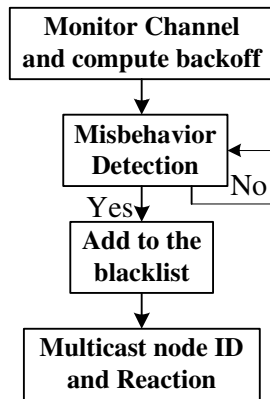 Monitor Channel
and compute backoff
Misbehavior
Detection
No
Yes
Add to the
blacklist
Multicast node ID
and Reaction